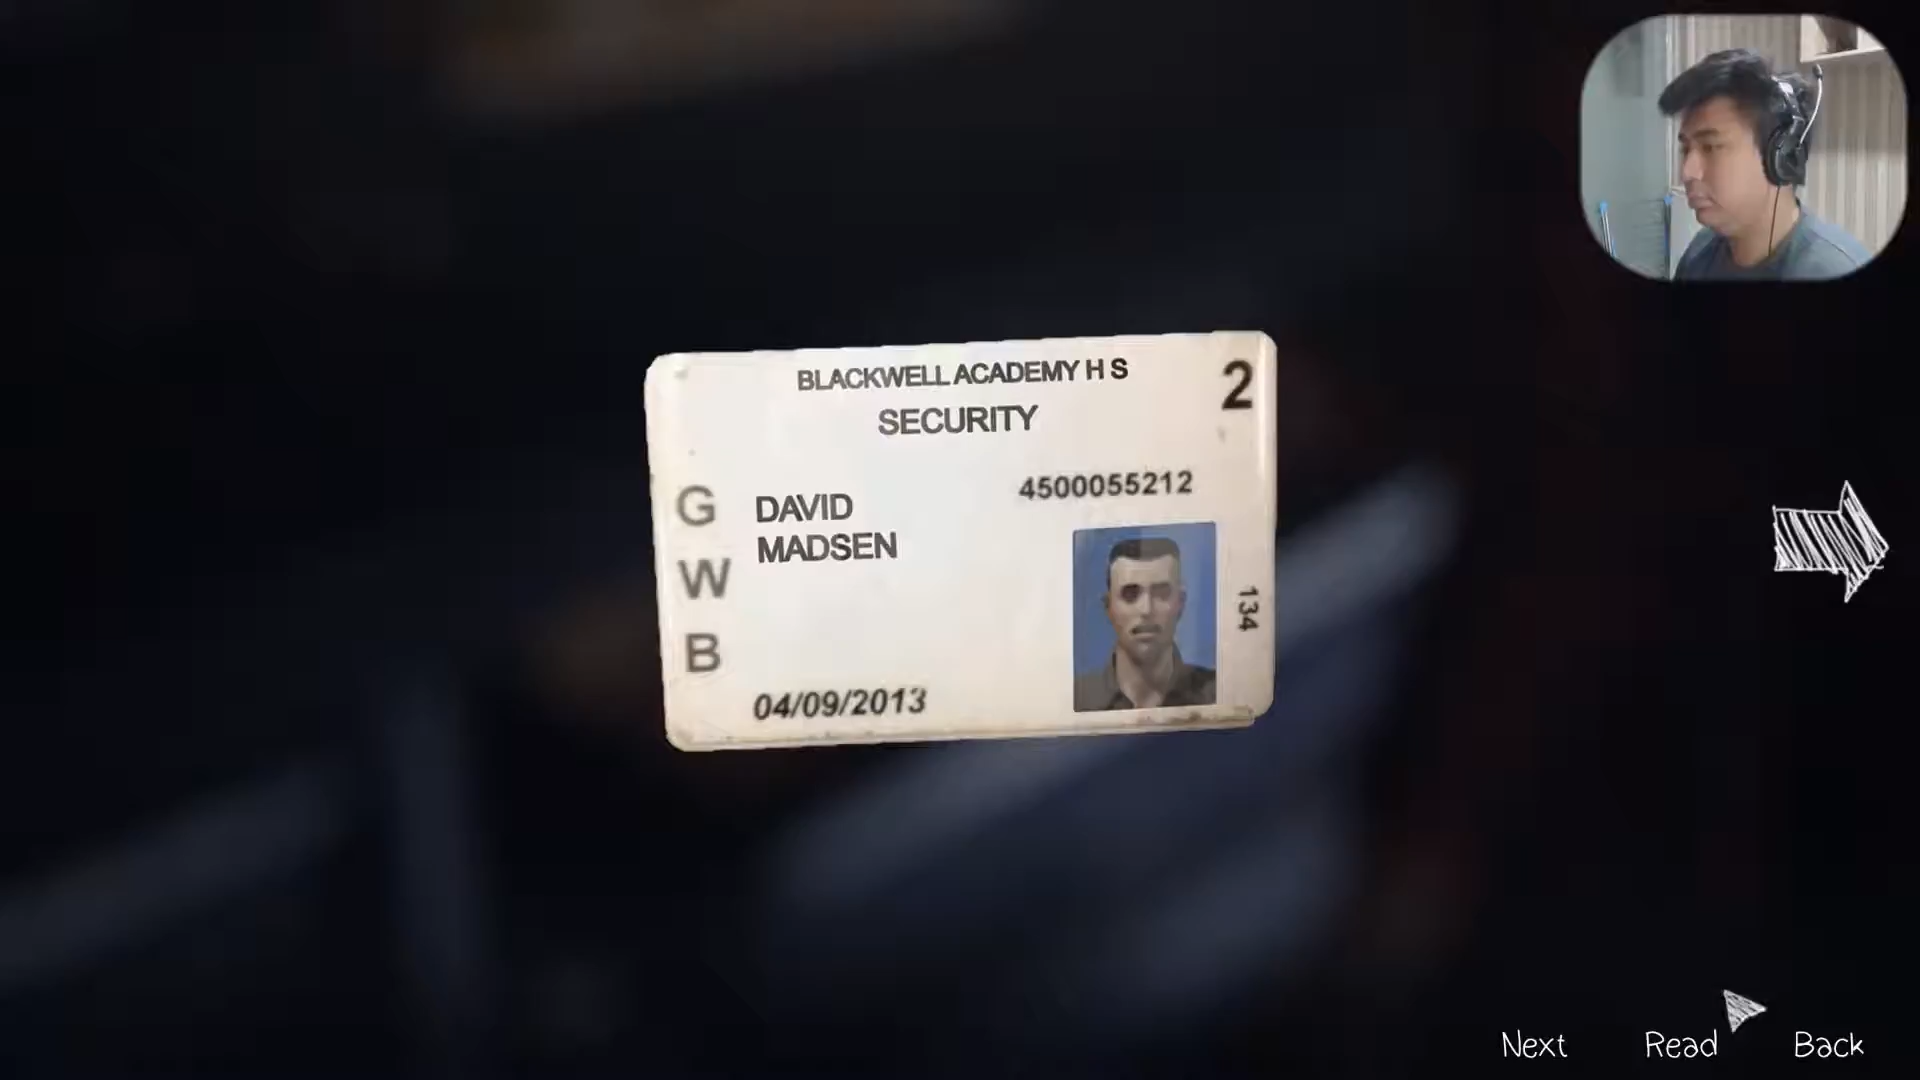 BLACKWELL ACADEMY H S
2
SECURITY
4500055212
G
DAVID
MADSEN
W
134
B
04/09/2013
Next
Read
Back